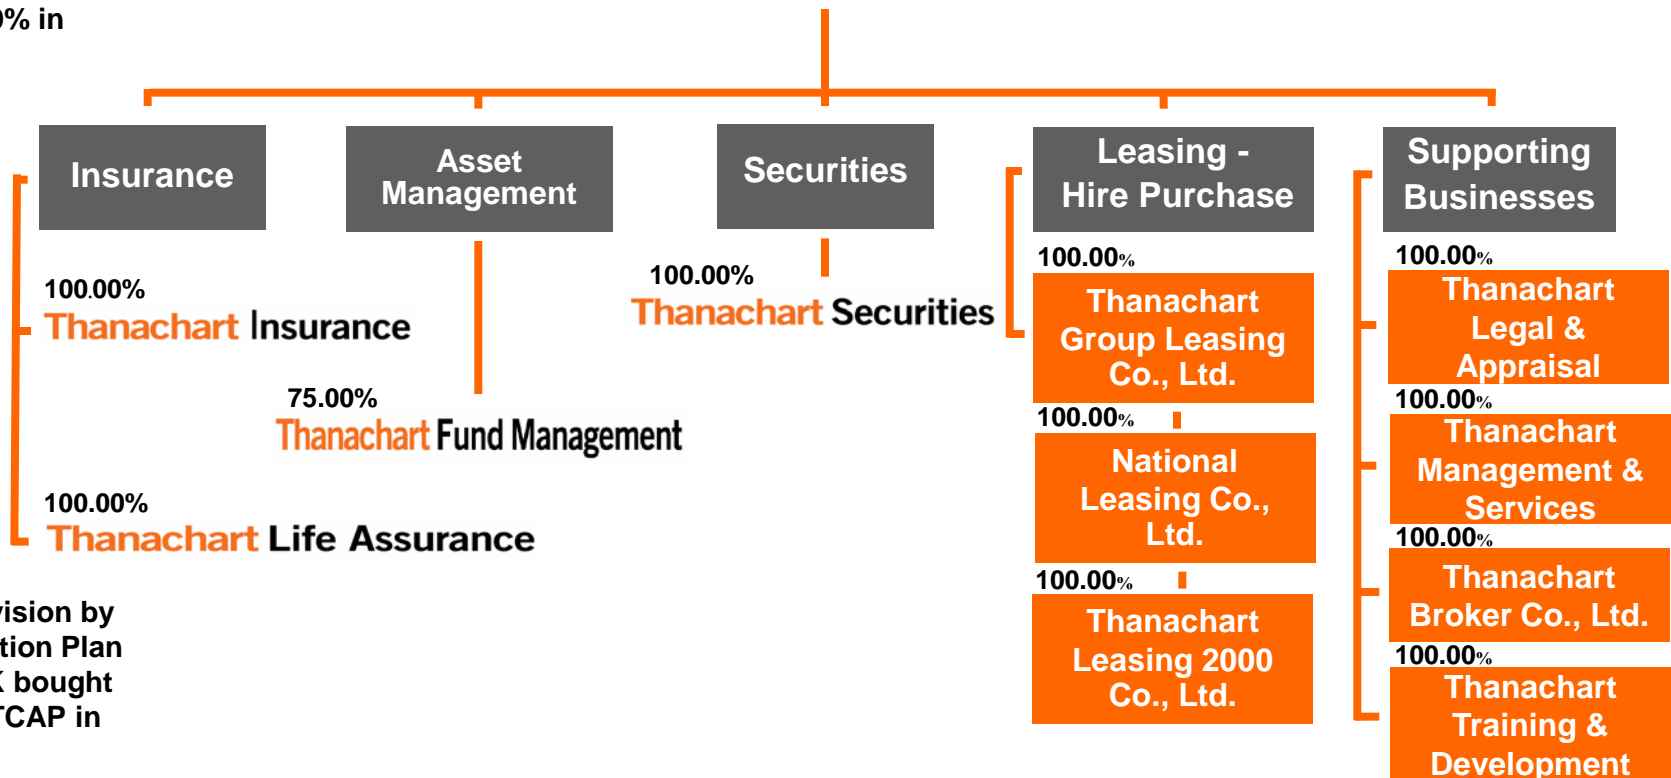 0% in
Insurance
Asset
Management
Securities
Leasing -
Hire Purchase
Supporting
Businesses
100.00%
Thanachart Insurance
75.00%
Thanachart Fund Management
100.00%
Thanachart Life Assurance
100.00%
Thanachart Securities
100.00%
Thanachart
Group Leasing
Co., Ltd.
100.00%
National
Leasing Co.,
Ltd.
100.00%
Thanachart
Leasing 2000
Co., Ltd.
100.00%
Thanachart
Legal &
Appraisal
100.00%
Thanachart
Management &
Services
100.00%
Thanachart
Broker Co., Ltd.
100.00%
Thanachart
Training &
Development
vision by
tion Plan
K bought
TCAP in